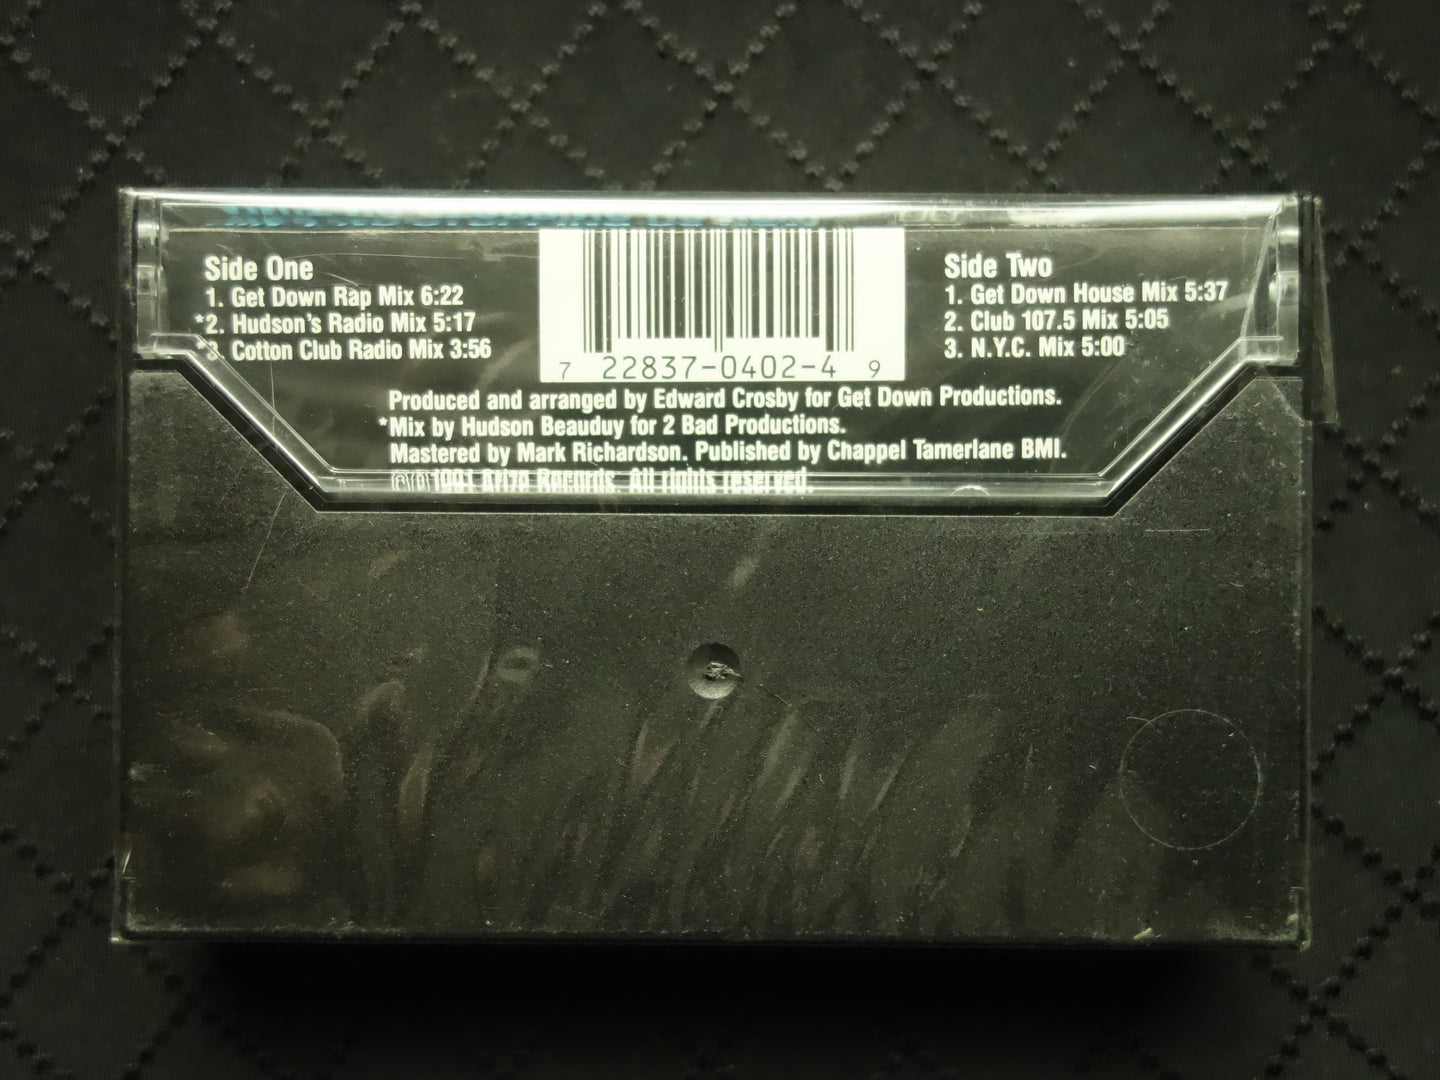 Side One
1. Get Down Rap Mix 6:22
*2. Hudson's Radio Mix 5:17
*3. Cotton Club Radio Mix 3:56
7 22837-0402-4 9
Side Two
1. Get Down House Mix 5:37
2. Club 107.5 Mix 5:05
3. N.Y.C. Mix 5:00
Produced and arranged by Edward Crosby for Get Down Productions.
*Mix by Hudson Beauduy for 2 Bad Productions.
Mastered by Mark Richardson. Published by Chappel Tamerlane BMI.
©℗ 1991 Records. All rights reserved.